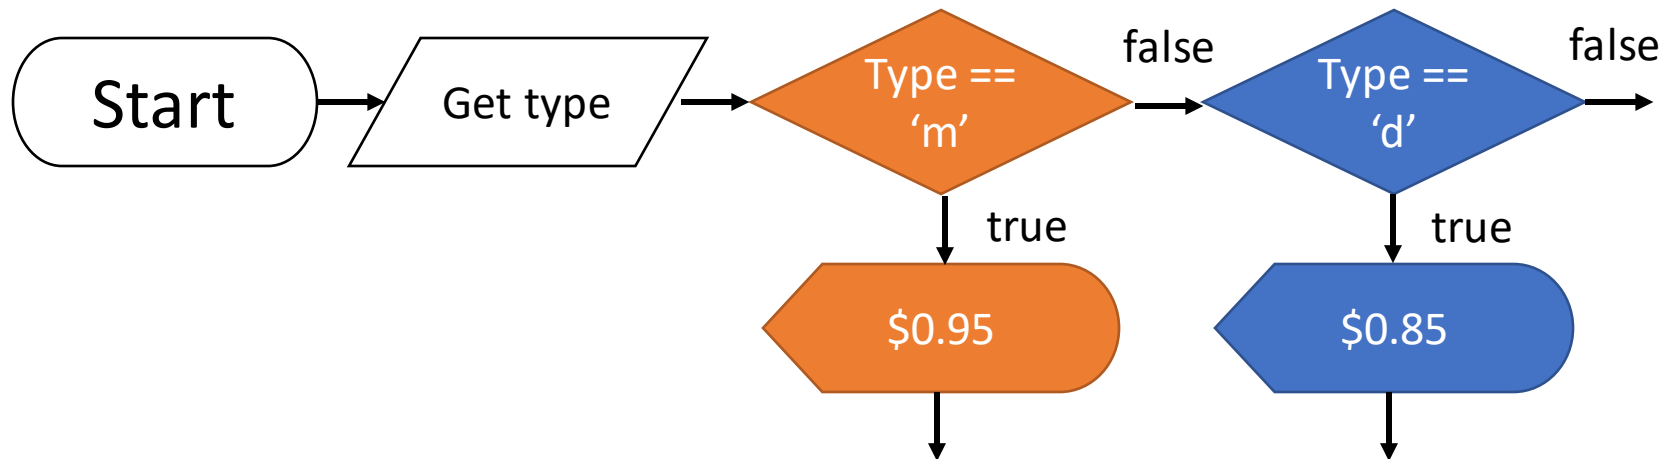 Start
Get type
Type ==
‘m’
false
Type ==
‘d’
false
true
true
$0.95
$0.85